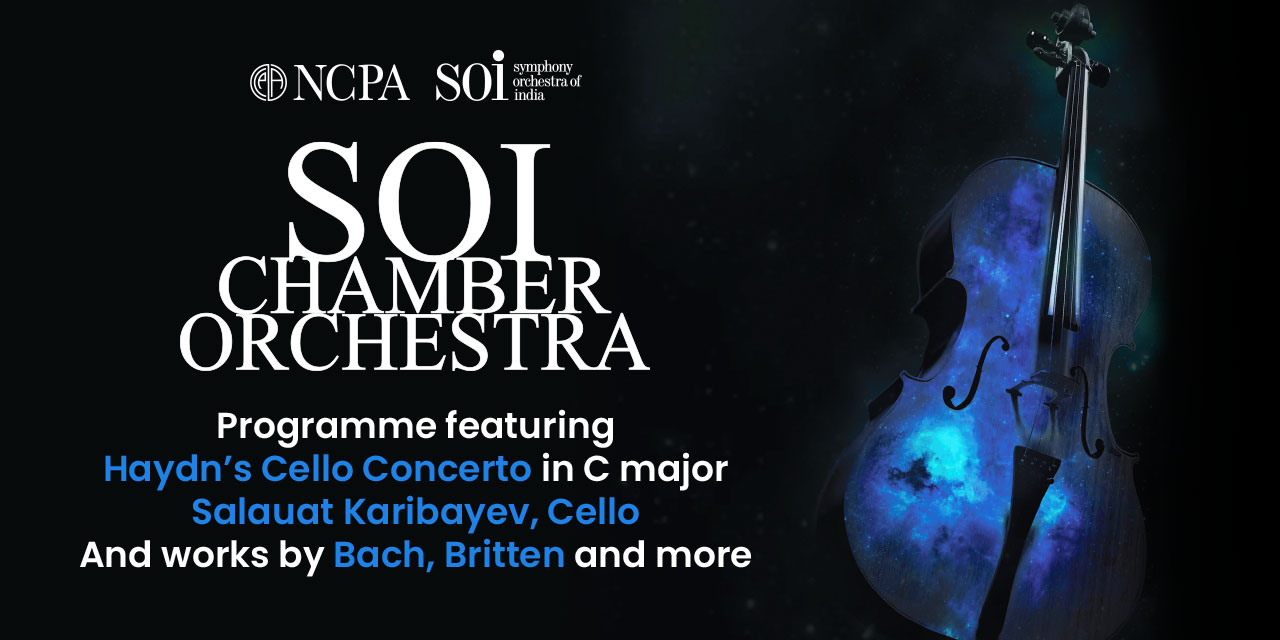 NCPA
soi symphony
orchestra of
india
SOI
CHAMBER
ORCHESTRA
Programme featuring
Haydn’s Cello Concerto in C major
Salauat Karibayev, Cello
And works by Bach, Britten and more